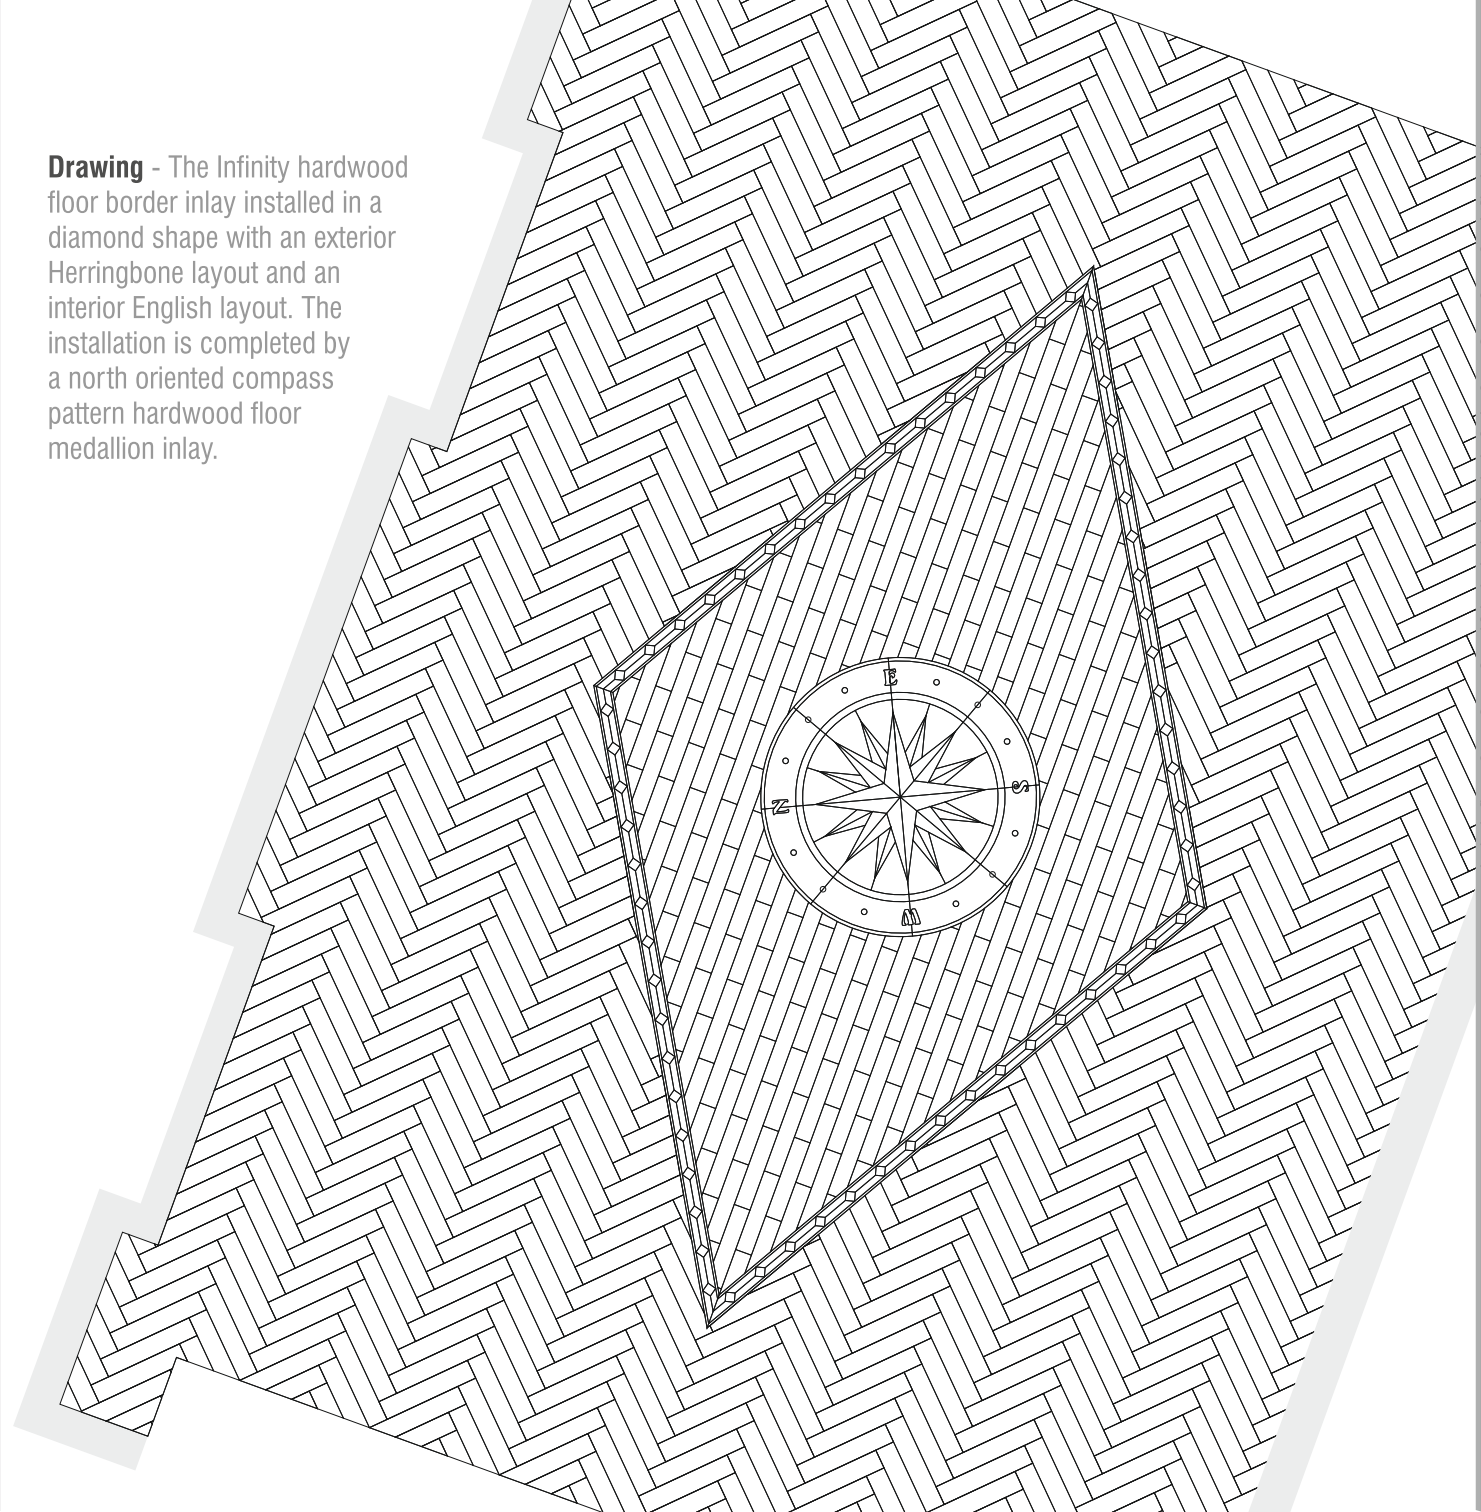 Drawing - The Infinity hardwood
floor border inlay installed in a
diamond shape with an exterior
Herringbone layout and an
interior English layout. The
installation is completed by
a north oriented compass
pattern hardwood floor
medallion inlay.
E
S
N
W